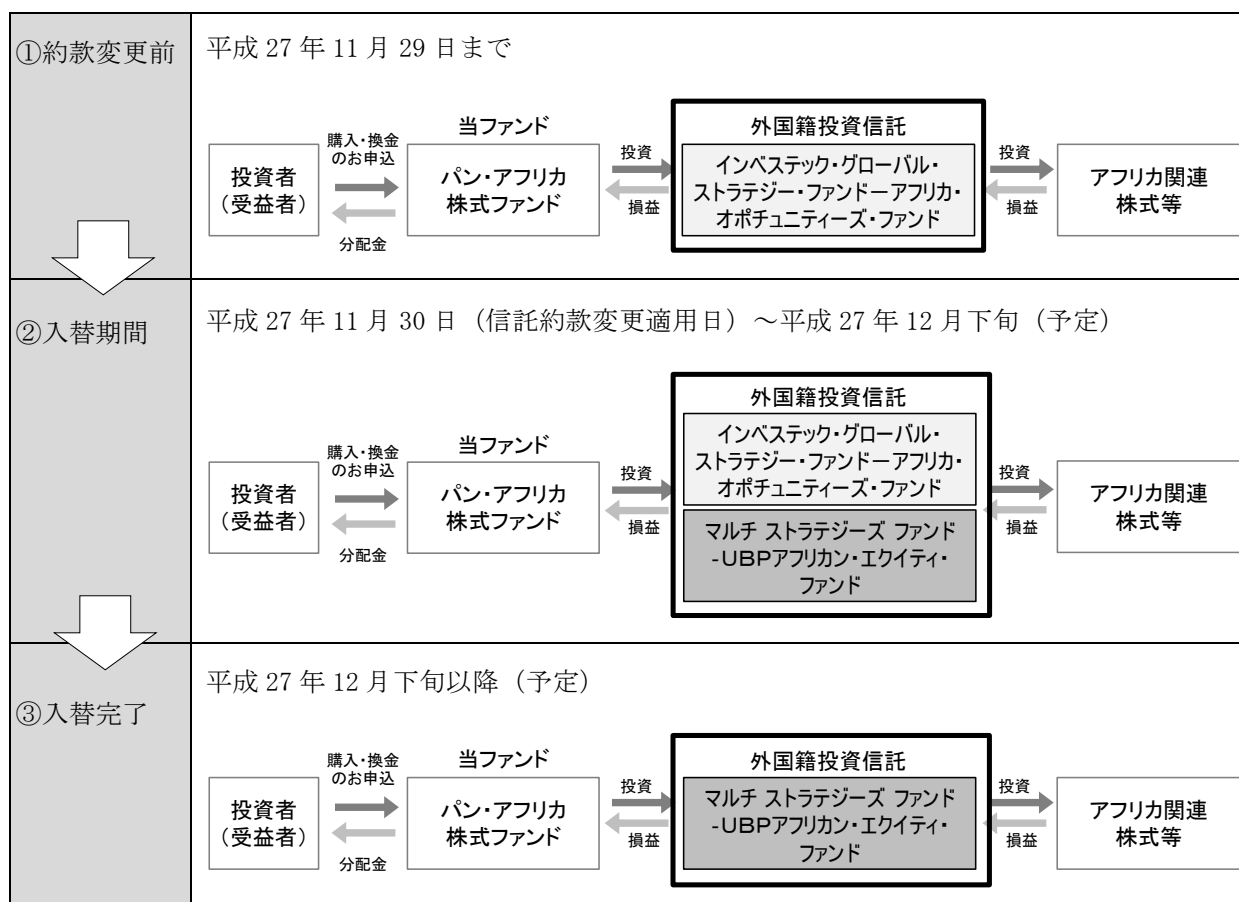 ①約款変更前
平成 27 年 11 月 29 日まで
購入・換金
のお申込
当ファンド
外国籍投資信託
投資者
(受益者)
分配金
パン・アフリカ
株式ファンド
投資
損益
インベステック・グローバル・
ストラテジー・ファンドーアフリカ・
オポチュニティーズ・ファンド
投資
損益
アフリカ関連
株式等
②入替期間
平成 27 年 11 月 30 日（信託約款変更適用日）～平成 27 年 12 月下旬（予定）
購入・換金
のお申込
当ファンド
外国籍投資信託
投資者
(受益者)
分配金
パン・アフリカ
株式ファンド
投資
損益
インベステック・グローバル・
ストラテジー・ファンドーアフリカ・
オポチュニティーズ・ファンド
マルチ ストラテジーズ ファンド
-UBPアフリカン・エクイティ・
ファンド
投資
損益
アフリカ関連
株式等
③入替完了
平成 27 年 12 月下旬以降（予定）
購入・換金
のお申込
当ファンド
外国籍投資信託
投資者
(受益者)
分配金
パン・アフリカ
株式ファンド
投資
損益
マルチ ストラテジーズ ファンド
-UBPアフリカン・エクイティ・
ファンド
投資
損益
アフリカ関連
株式等